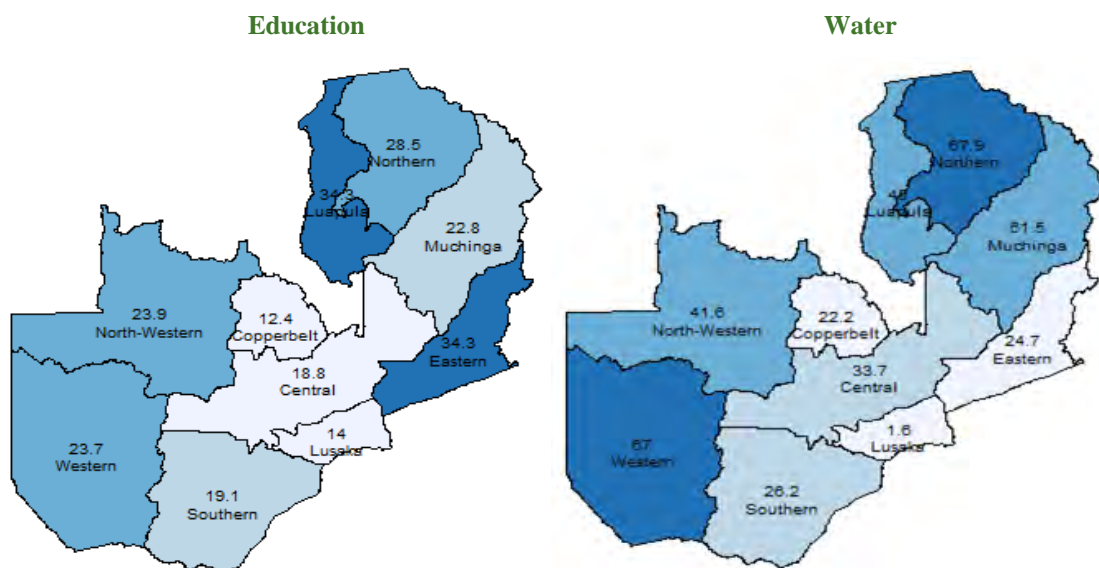 Education
Water
28.5
Northern
34.3
Luapula
22.8
Muchinga
23.9
North-Western
12.4
Copperbelt
34.3
Eastern
18.8
Central
14
Lusaka
23.7
Western
19.1
Southern
67.9
Northern
Luapula
61.5
Muchinga
41.6
North-Western
22.2
Copperbelt
24.7
Eastern
33.7
Central
1.6
Lusaka
67
Western
26.2
Southern